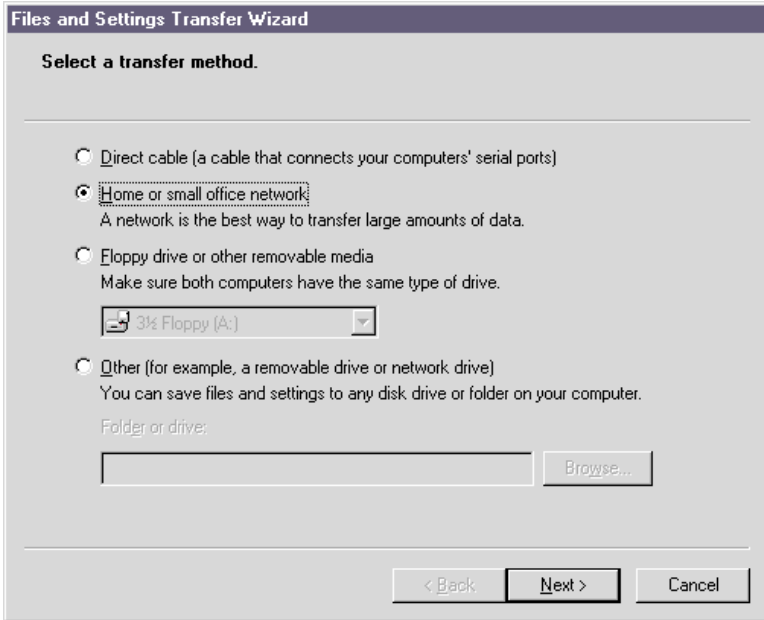 Files and Settings Transfer Wizard
Select a transfer method.
Direct cable (a cable that connects your computers' serial ports)
Home or small office network
A network is the best way to transfer large amounts of data.
Floppy drive or other removable media
Make sure both computers have the same type of drive.
3½ Floppy (A:)
Other (for example, a removable drive or network drive)
You can save files and settings to any disk drive or folder on your computer.
Folder or drive:
Browse...
< Back Next > Cancel